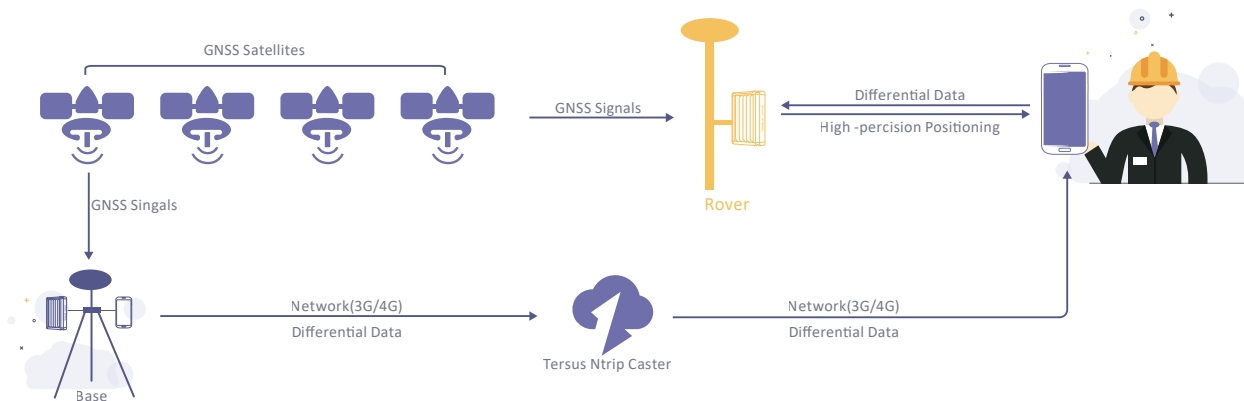 GNSS Satellites
GNSS Signals
Differential Data
High -percision Positioning
Rover
GNSS Singals
Network(3G/4G)
Differential Data
Tersus Ntrip Caster
Network(3G/4G)
Differential Data
Base